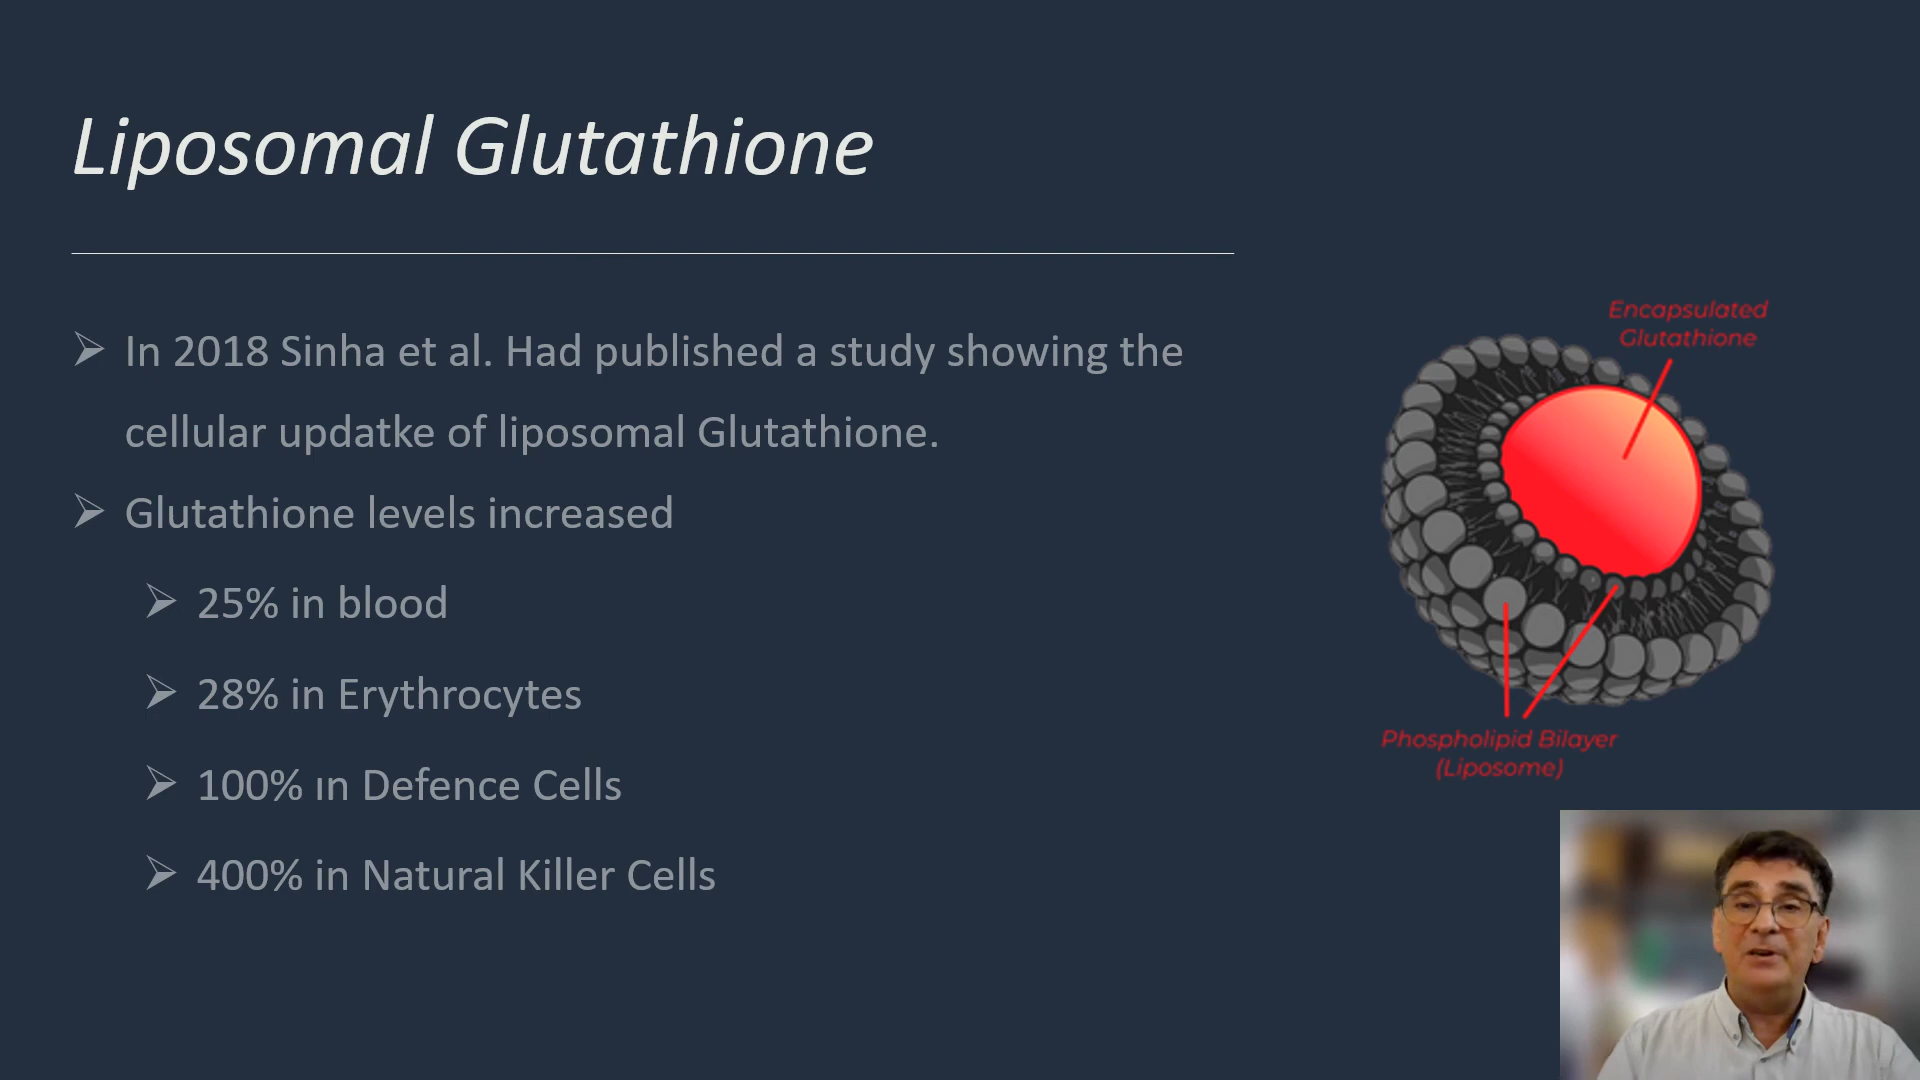 Liposomal Glutathione
➢ In 2018 Sinha et al. Had published a study showing the
cellular updatke of liposomal Glutathione.
➢ Glutathione levels increased
➢ 25% in blood
➢ 28% in Erythrocytes
➢ 100% ın Defence Cells
➢ 400% in Natural Killer Cells
Encapsulated
Glutathione
Phospholipid Bilayer
(Liposome)